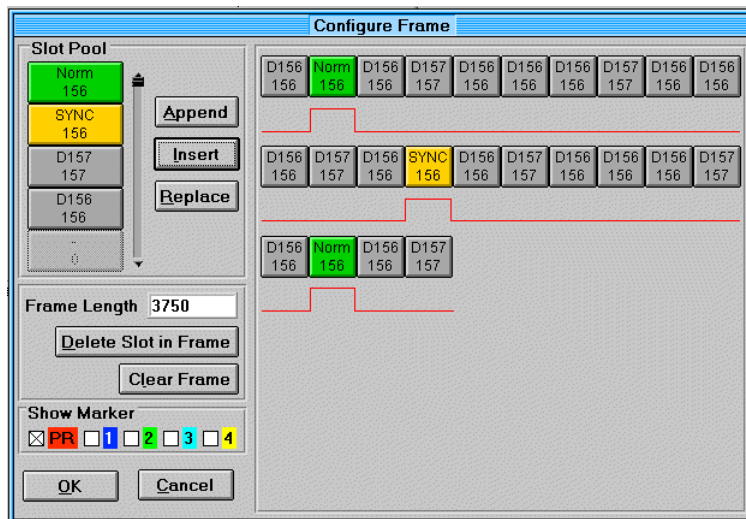 Configure Frame
Slot Pool
Norm
156
SYNC
156
D157
157
D156
156
-
0
Append
Insert
Replace
Frame Length 3750
Delete Slot in Frame
Clear Frame
Show Marker
PR 1 2 3 4
OK Cancel
D156 Norm D156 D157 D156 D156 D156 D157 D156 D156
156 156 156 157 156 156 156 157 156 156
D156 D157 D156 SYNC D156 D157 D156 D156 D156 D157
156 157 156 156 156 157 156 156 156 157
D156 Norm D156 D157
156 156 156 157